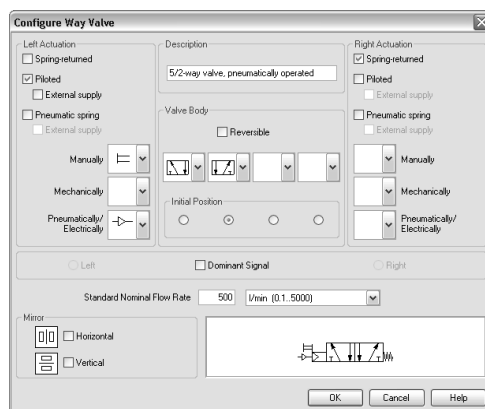 Configure Way Valve
Left Actuation
Spring-returned
Piloted
External supply
Pneumatic spring
External supply
Manually
Mechanically
Pneumatically/
Electrically
Description
5/2-way valve, pneumatically operated
Valve Body
Reversible
Initial Position
Right Actuation
Spring-returned
Piloted
External supply
Pneumatic spring
External supply
Manually
Mechanically
Pneumatically/
Electrically
Left
Dominant Signal
Right
Standard Nominal Flow Rate 500 l/min (0.1..5000)
Mirror
Horizontal
Vertical
OK Cancel Help